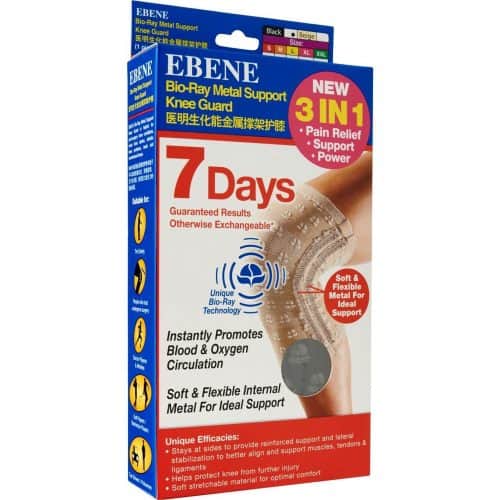 EBENE
Bio-Ray Metal Support
Knee Guard
医明生化能金属撑架护膝
Black
Beige
Size:
S M L XL XXL
EBENE
Bio-Ray Metal Support
Knee Guard
医明生化能金属撑架护膝
NEW
3 IN 1
• Pain Relief
• Support
• Power
7 Days
Guaranteed Results
Otherwise Exchangeable*
Suitable for:
Unique
Bio-Ray
Technology
Soft &
Flexible
Metal For
Ideal
Support
Instantly Promotes
Blood & Oxygen
Circulation
Soft & Flexible Internal
Metal For Ideal Support
Unique Efficacies:
• Stays at sides to provide reinforced support and lateral
stabilization to better align and support muscles, tendons &
ligaments
• Helps protect knee from further injury
• Soft stretchable material for optimal comfort